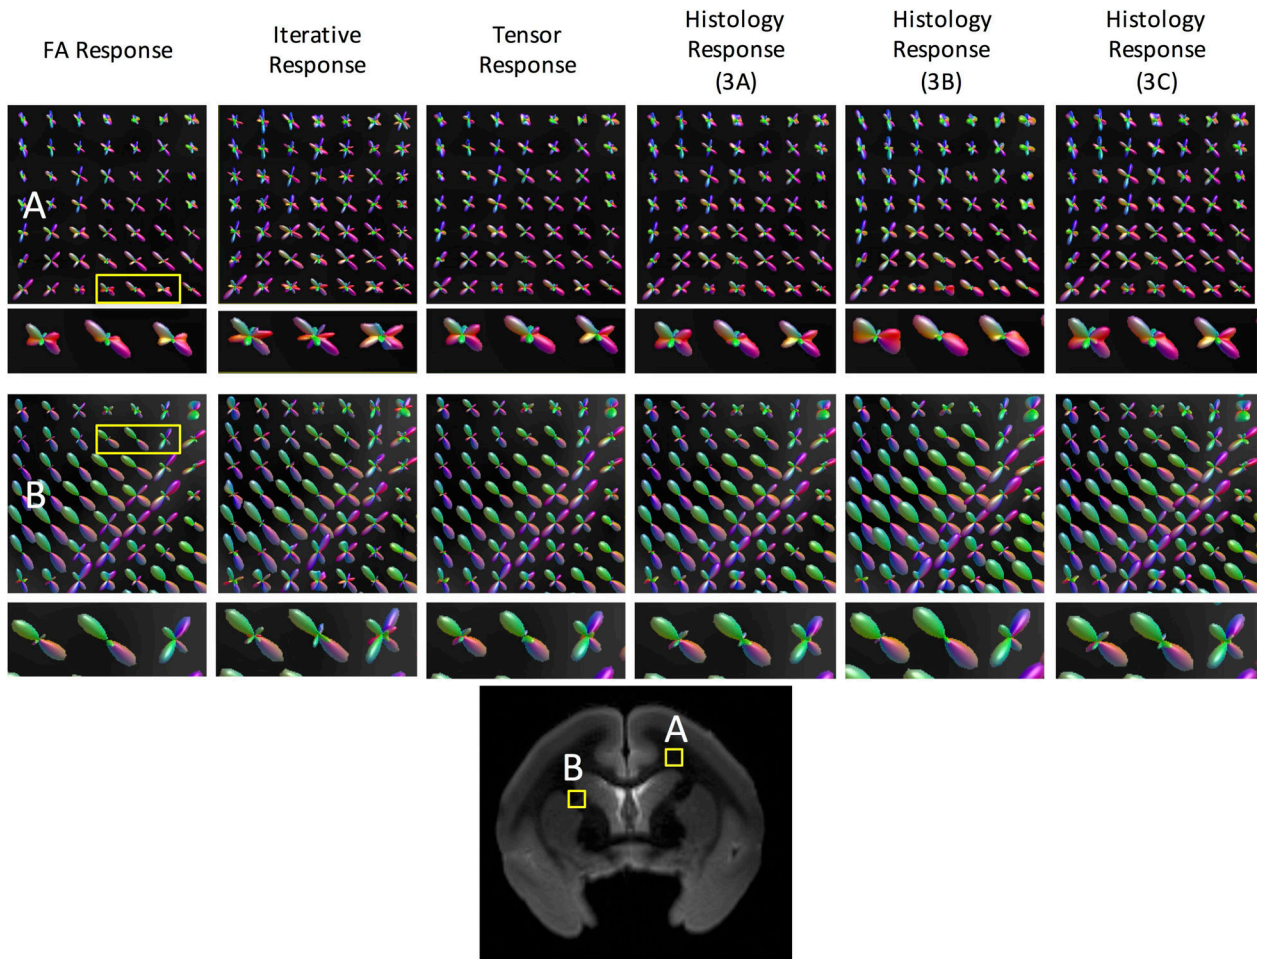 FA Response
Iterative
Response
Tensor
Response
Histology
Response
(3A)
Histology
Response
(3B)
Histology
Response
(3C)
A
B
A
B